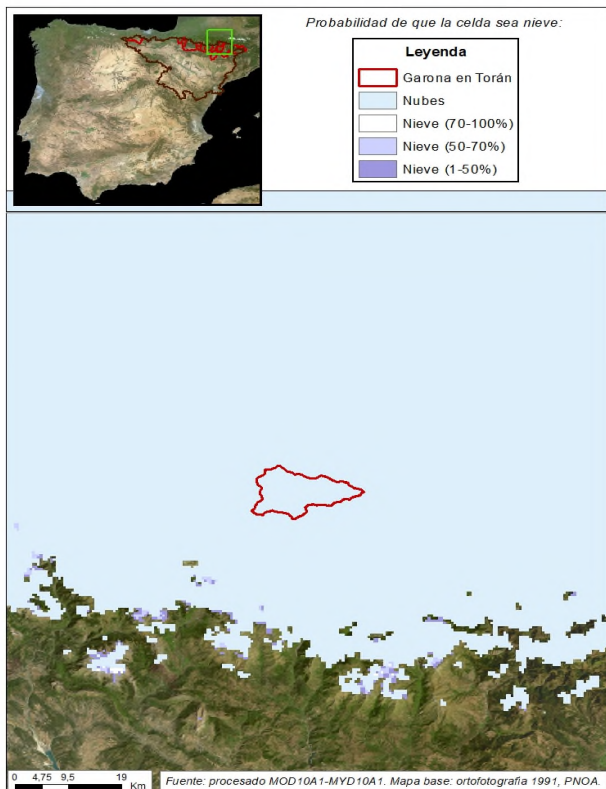 Probabilidad de que la celda sea nieve:
Leyenda
Garona en Torán
Nubes
Nieve (70-100%)
Nieve (50-70%)
Nieve (1-50%)
0 4,75 9,5 19
Km
Fuente: procesado MOD10A1-MYD10A1. Mapa base: ortofotografia 1991, PNOA.